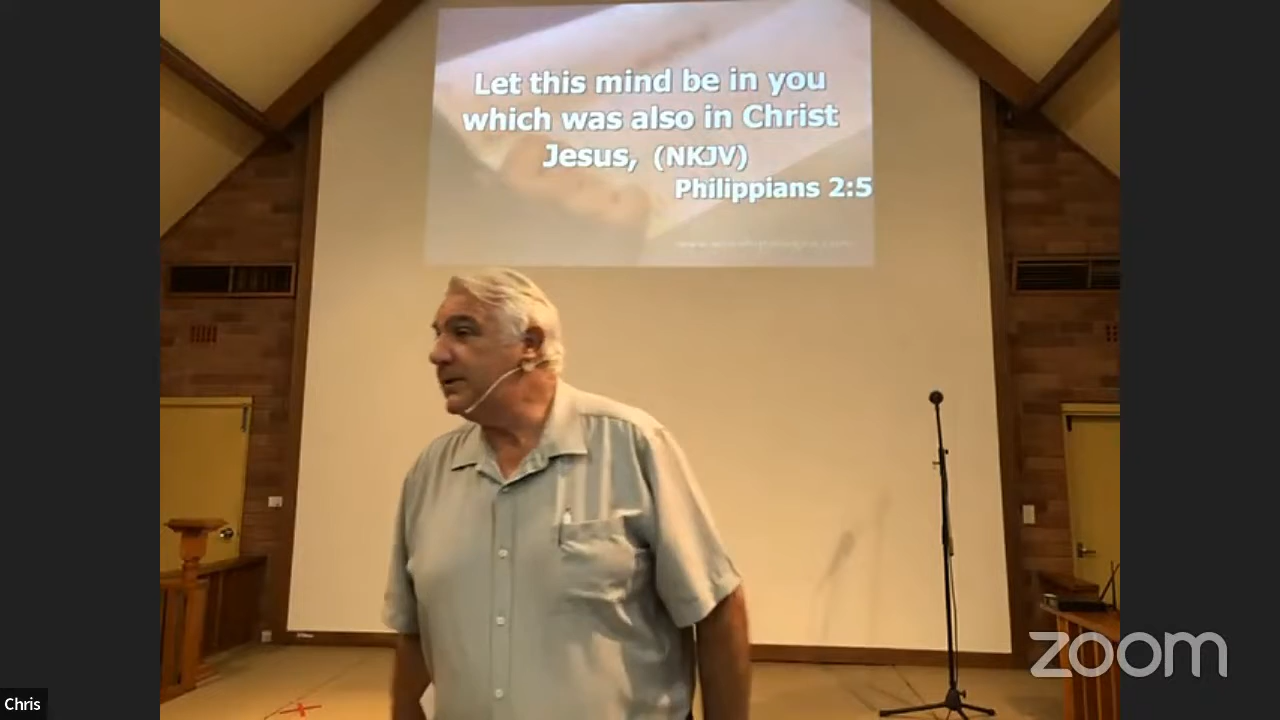 Let this mind be in you
which was also in Christ
Jesus, (NKJV)
Philippians 2:5
zoom
Chris